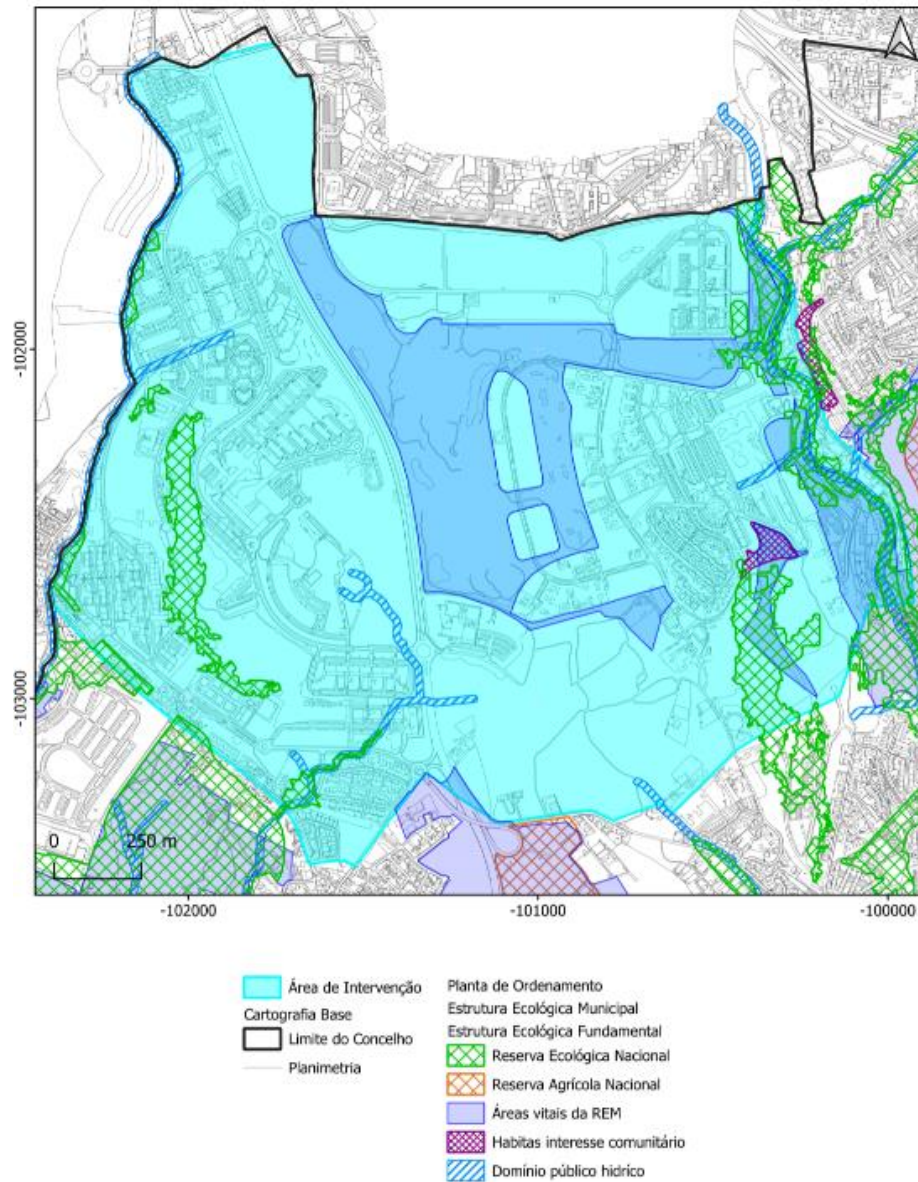 -102000
-103000
0 250 m
-102000 -101000 -100000
Área de Intervenção
Cartografia Base
Limite do Concelho
Planimetria
Planta de Ordenamento
Estrutura Ecológica Municipal
Estrutura Ecológica Fundamental
Reserva Ecológica Nacional
Reserva Agrícola Nacional
Áreas vitais da REM
Habitas interesse comunitário
Domínio público hídrico